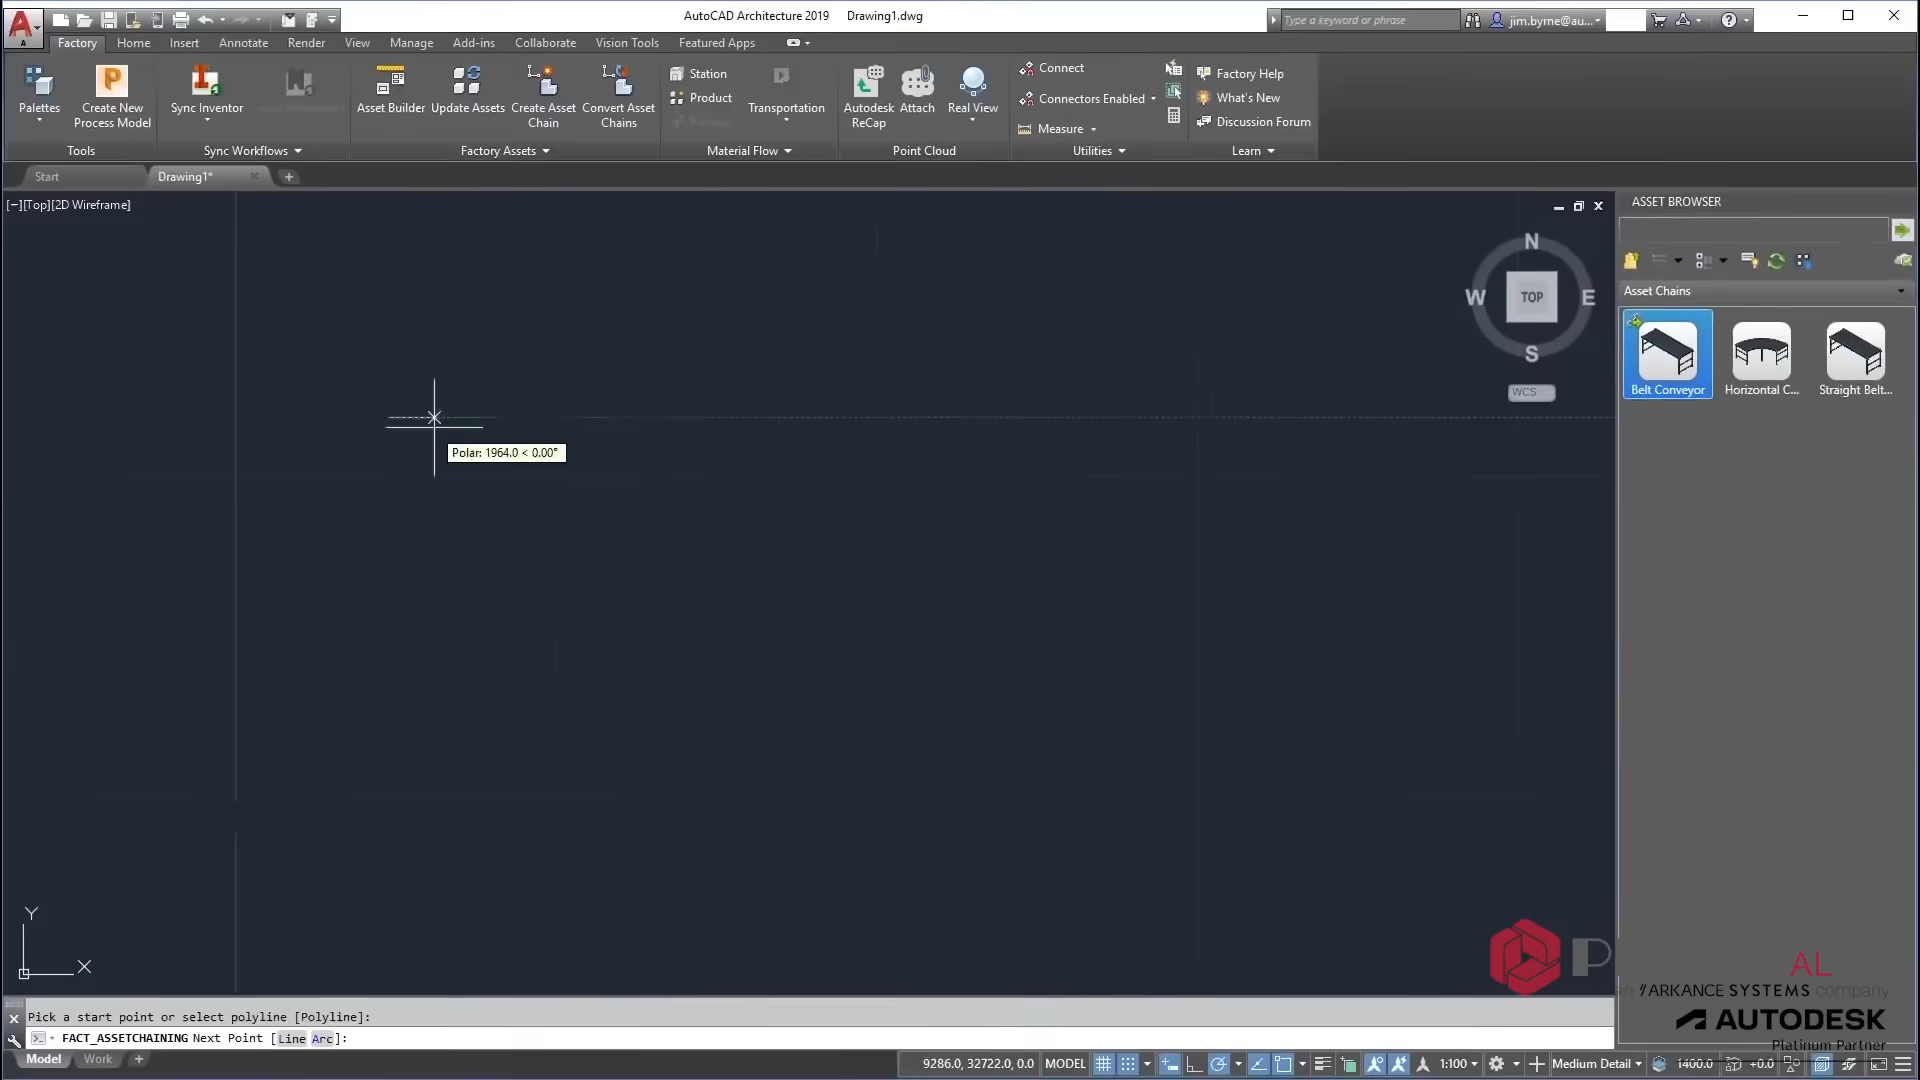 AutoCAD Architecture 2019 Drawing1.dwg
Type a keyword or phrase
jim.byrne@au...
Factory Home Insert Annotate Render View Manage Add-ins Collaborate Vision Tools Featured Apps
Palettes
Create New
Process Model
Sync Inventor
Asset Builder
Update Assets
Create Asset
Chain
Convert Asset
Chains
Station
Product
Transportation
Autodesk
ReCap
Attach
Real View
Connect
Connectors Enabled
Measure
Factory Help
What's New
Discussion Forum
Tools Sync Workflows Factory Assets Material Flow Point Cloud Utilities Learn
Start Drawing1*
[−][Top][2D Wireframe]
ASSET BROWSER
Asset Chains
Belt Conveyor Horizontal C... Straight Belt...
N
W TOP E
S
WCS
Polar: 1964.0 < 0.00°
Y
X
P
AL
ARKANCE SYSTEMS company
AUTODESK
Platinum Partner
Pick a start point or select polyline [Polyline]:
FACT_ASSETCHAINING Next Point [Line Arc]:
Model Work +
9286.0, 32722.0, 0.0 MODEL 1:100 Medium Detail 1400.0 +0.0